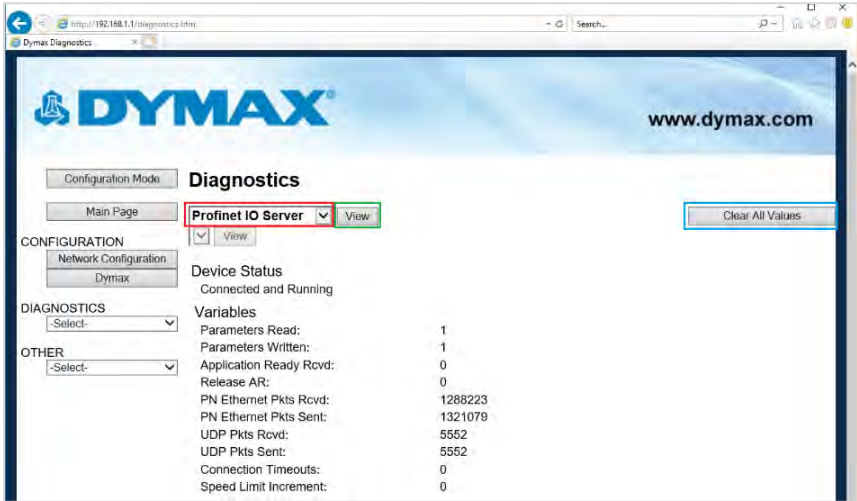 http://192.168.1.1/diagnostics.htm
Search...
Dymax Diagnostics
DYMAX®
www.dymax.com
Configuration Mode
Diagnostics
Main Page
Profinet IO Server
View
Clear All Values
View
CONFIGURATION
Network Configuration
Dymax
DIAGNOSTICS
-Select-
OTHER
-Select-
Device Status
Connected and Running
Variables
Parameters Read: 1
Parameters Written: 1
Application Ready Rcvd: 0
Release AR: 0
PN Ethernet Pkts Rcvd: 1288223
PN Ethernet Pkts Sent: 1321079
UDP Pkts Rcvd: 5552
UDP Pkts Sent: 5552
Connection Timeouts: 0
Speed Limit Increment: 0